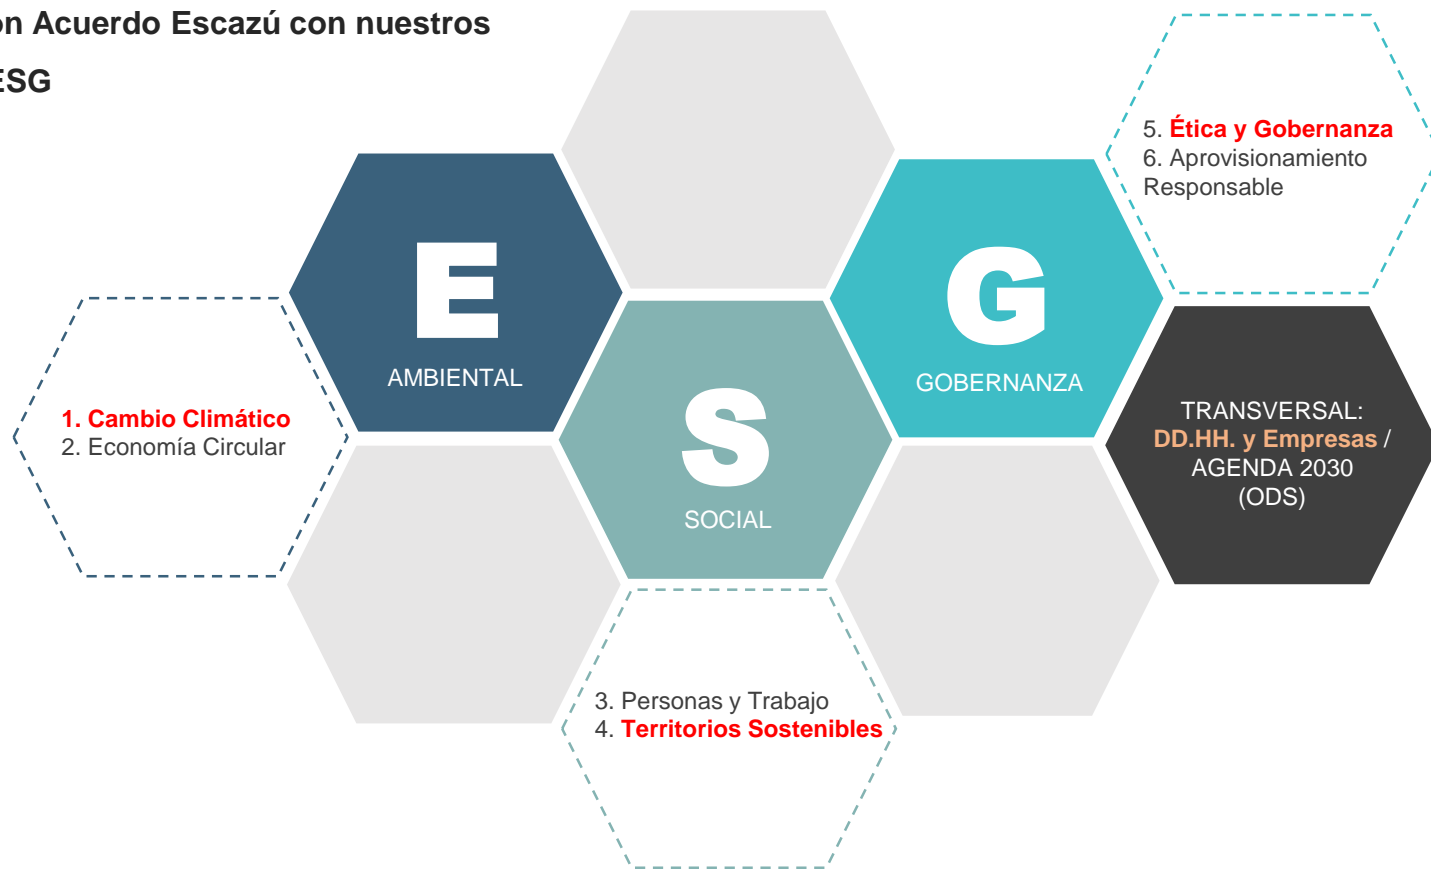 on Acuerdo Escazú con nuestros
ESG
E
AMBIENTAL
1. Cambio Climático
2. Economía Circular
S
SOCIAL
3. Personas y Trabajo
4. Territorios Sostenibles
G
GOBERNANZA
5. Ética y Gobernanza
6. Aprovisionamiento
Responsable
TRANSVERSAL:
DD.HH. y Empresas /
AGENDA 2030
(ODS)